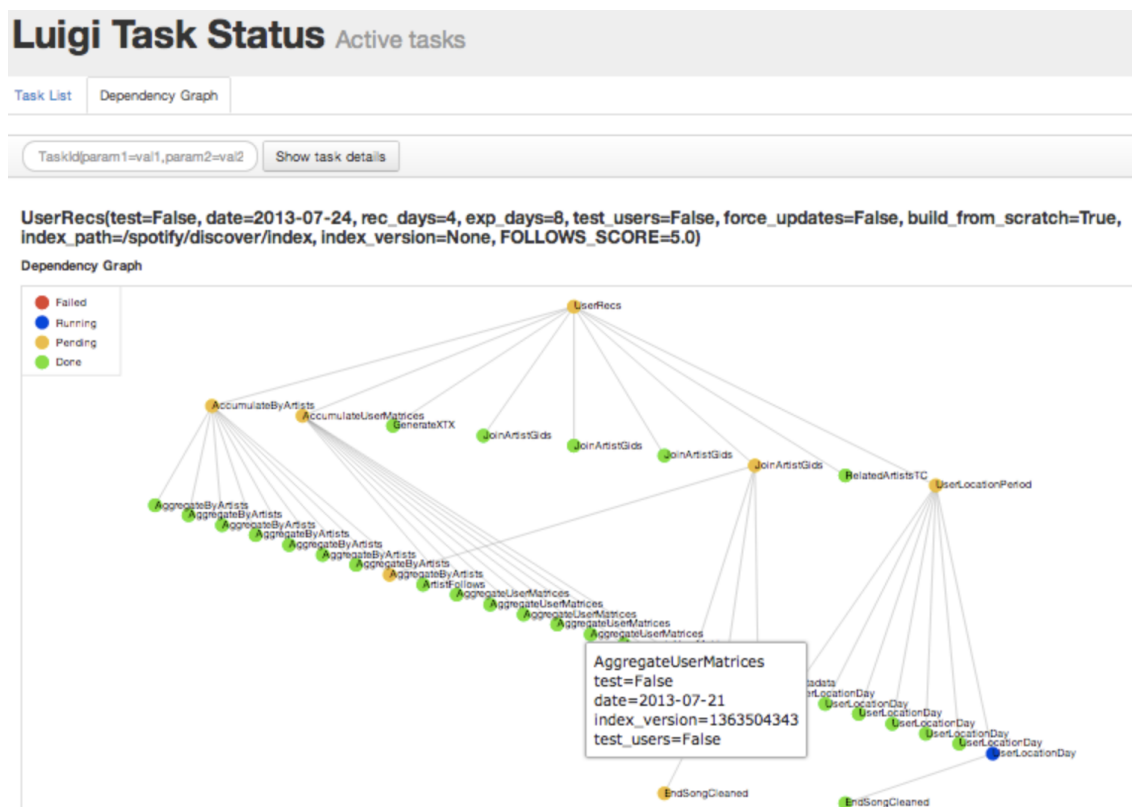 Luigi Task Status Active tasks
Task List Dependency Graph
TaskId(param1=val1,param2=val2 Show task details
UserRecs(test=False, date=2013-07-24, rec_days=4, exp_days=8, test_users=False, force_updates=False, build_from_scratch=True,
index_path=/spotify/discover/index, index_version=None, FOLLOWS_SCORE=5.0)
Dependency Graph
Failed
Running
Pending
Done
UserRecs
AccumulateByArtists
AccumulateUserMatrices
GenerateXTX
JoinArtistGids
JoinArtistGids
JoinArtistGids
JoinArtistGids
RelatedArtistsTC
UserLocationPeriod
AggregateByArtists
AggregateByArtists
AggregateByArtists
AggregateByArtists
AggregateByArtists
AggregateByArtists
AggregateByArtists
AggregateByArtists
ArtistFollows
AggregateUserMatrices
AggregateUserMatrices
AggregateUserMatrices
AggregateUserMatrices
AggregateUserMatrices
AggregateUserMatrices
test=False
date=2013-07-21
index_version=1363504343
test_users=False
UserLocationDay
UserLocationDay
UserLocationDay
UserLocationDay
UserLocationDay
UserLocationDay
EndSongCleaned
EndSongCleaned